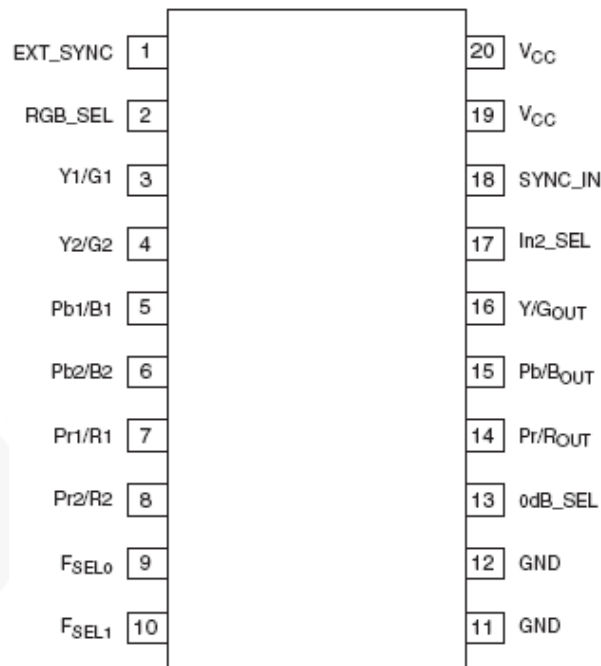 EXT_SYNC 1 20 VCC
RGB_SEL 2 19 VCC
Y1/G1 3 18 SYNC_IN
Y2/G2 4 17 In2_SEL
Pb1/B1 5 16 Y/GOUT
Pb2/B2 6 15 Pb/BOUT
Pr1/R1 7 14 Pr/ROUT
Pr2/R2 8 13 0dB_SEL
FSEL0 9 12 GND
FSEL1 10 11 GND